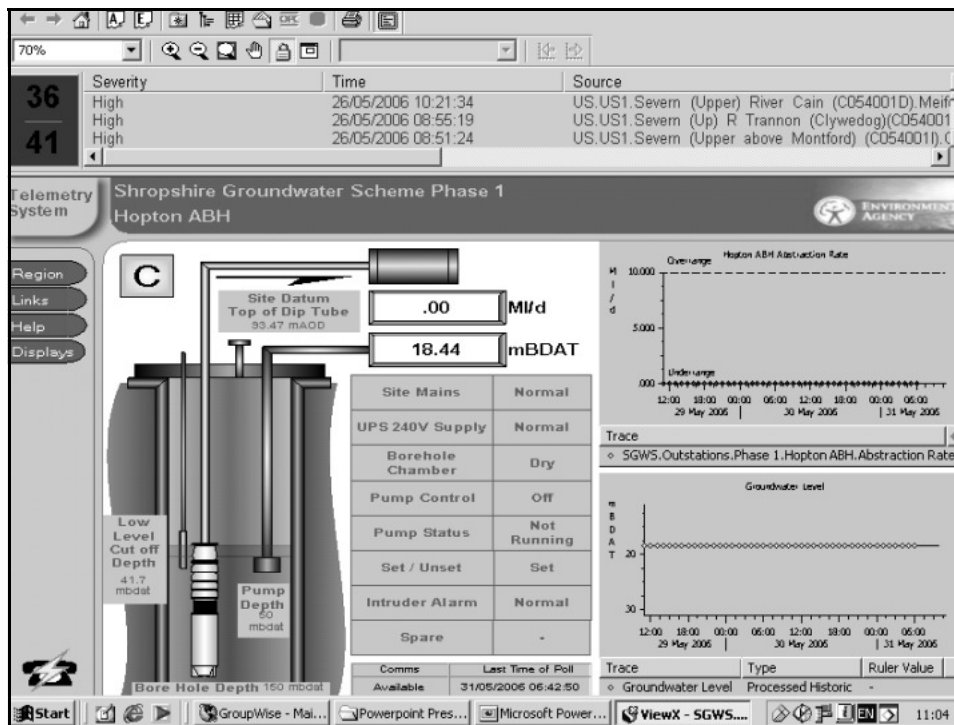 A, E,
OPC
70%
36
41
Severity Time Source
High 26/05/2006 10:21:34 US.US1.Severn (Upper) River Cain (C054001D).Meif
High 26/05/2006 08:55:19 US.US1.Severn (Up) R Trannon (Clywedog)(C054001
High 26/05/2006 08:51:24 US.US1.Severn (Upper above Montford) (C054001I).
Telemetry
System
Shropshire Groundwater Scheme Phase 1
Hopton ABH
ENVIRONMENT
AGENCY
Region
Links
Help
Displays
C
Site Datum
Top of Dip Tube
93.47 mAOD
.00 Ml/d
18.44 mBDAT
Site Mains Normal
UPS 240V Supply Normal
Borehole
Chamber Dry
Pump Control Off
Pump Status Not
Running
Set / Unset Set
Intruder Alarm Normal
Spare -
Comms Last Time of Poll
Available 31/05/2006 06:42:50
Low
Level
Cut off
Depth
41.7
mbdat
Pump
Depth
50
mbdat
Bore Hole Depth 150 mbdat
Hopton ABH Abstraction Rate
Overrange
M l / d
10.000
5.000
.000
Underrange
12:00 18:00 00:00 06:00 12:00 18:00 00:00 06:00
29 May 2006 | 30 May 2006 | 31 May 2006
Trace
SGWS.Outstations.Phase 1.Hopton ABH.Abstraction Rate
Groundwater Level
m B D A T
20
30
12:00 18:00 00:00 06:00 12:00 18:00 00:00 06:00
29 May 2006 | 30 May 2006 | 31 May 2006
Trace Type Ruler Value
Groundwater Level Processed Historic -
Start GroupWise - Mai... Powerpoint Pres... Microsoft Power... ViewX - SGWS.... EN 11:04